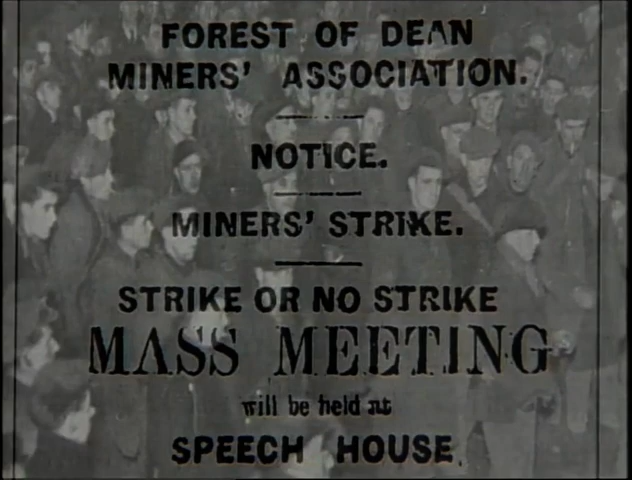 FOREST OF DEAN
MINERS' ASSOCIATION.
NOTICE.
MINERS' STRIKE.
STRIKE OR NO STRIKE
MASS MEETING
will be held at
SPEECH HOUSE.